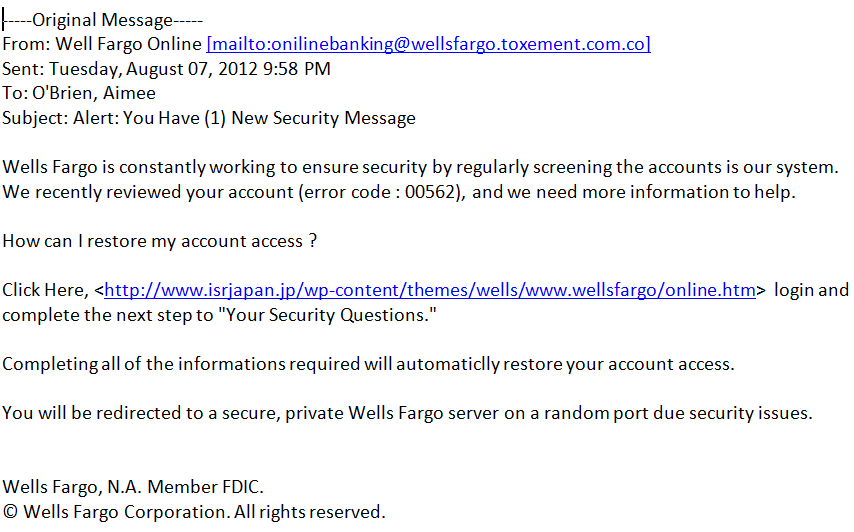 -----Original Message-----
From: Well Fargo Online [mailto:onilinebanking@wellsfargo.toxement.com.co]
Sent: Tuesday, August 07, 2012 9:58 PM
To: O'Brien, Aimee
Subject: Alert: You Have (1) New Security Message
Wells Fargo is constantly working to ensure security by regularly screening the accounts is our system.
We recently reviewed your account (error code : 00562), and we need more information to help.
How can I restore my account access ?
Click Here, <http://www.isrjapan.jp/wp-content/themes/wells/www.wellsfargo/online.htm> login and
complete the next step to "Your Security Questions."
Completing all of the informations required will automaticlly restore your account access.
You will be redirected to a secure, private Wells Fargo server on a random port due security issues.
Wells Fargo, N.A. Member FDIC.
© Wells Fargo Corporation. All rights reserved.